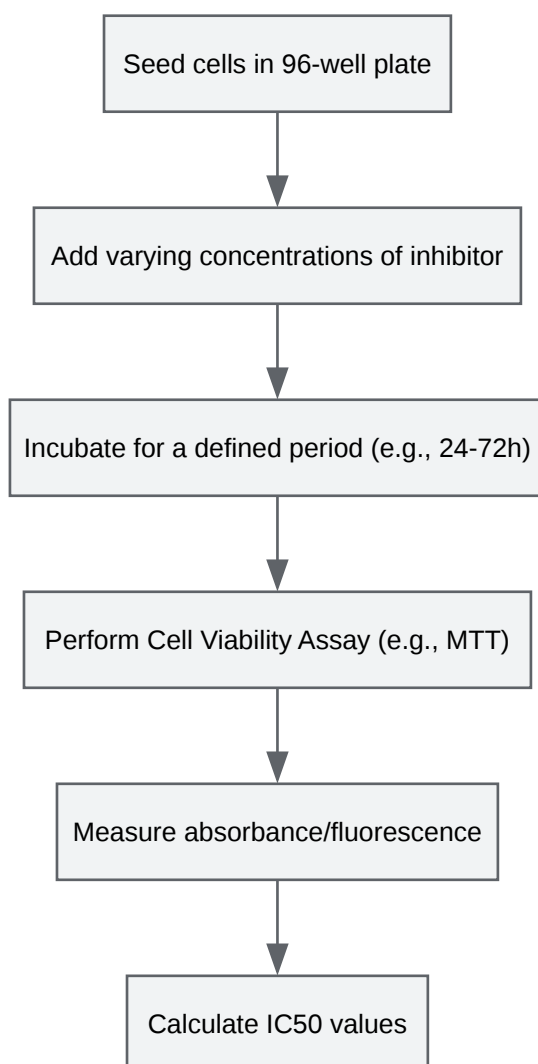 Seed cells in 96-well plate
Add varying concentrations of inhibitor
Incubate for a defined period (e.g., 24-72h)
Perform Cell Viability Assay (e.g., MTT)
Measure absorbance/fluorescence
Calculate IC50 values